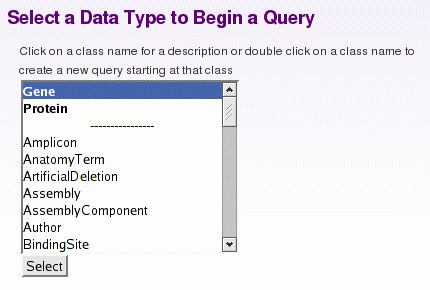 Select a Data Type to Begin a Query
Click on a class name for a description or double click on a class name to
create a new query starting at that class
Gene
Protein
----------------
Amplicon
AnatomyTerm
ArtificialDeletion
Assembly
AssemblyComponent
Author
BindingSite
Select